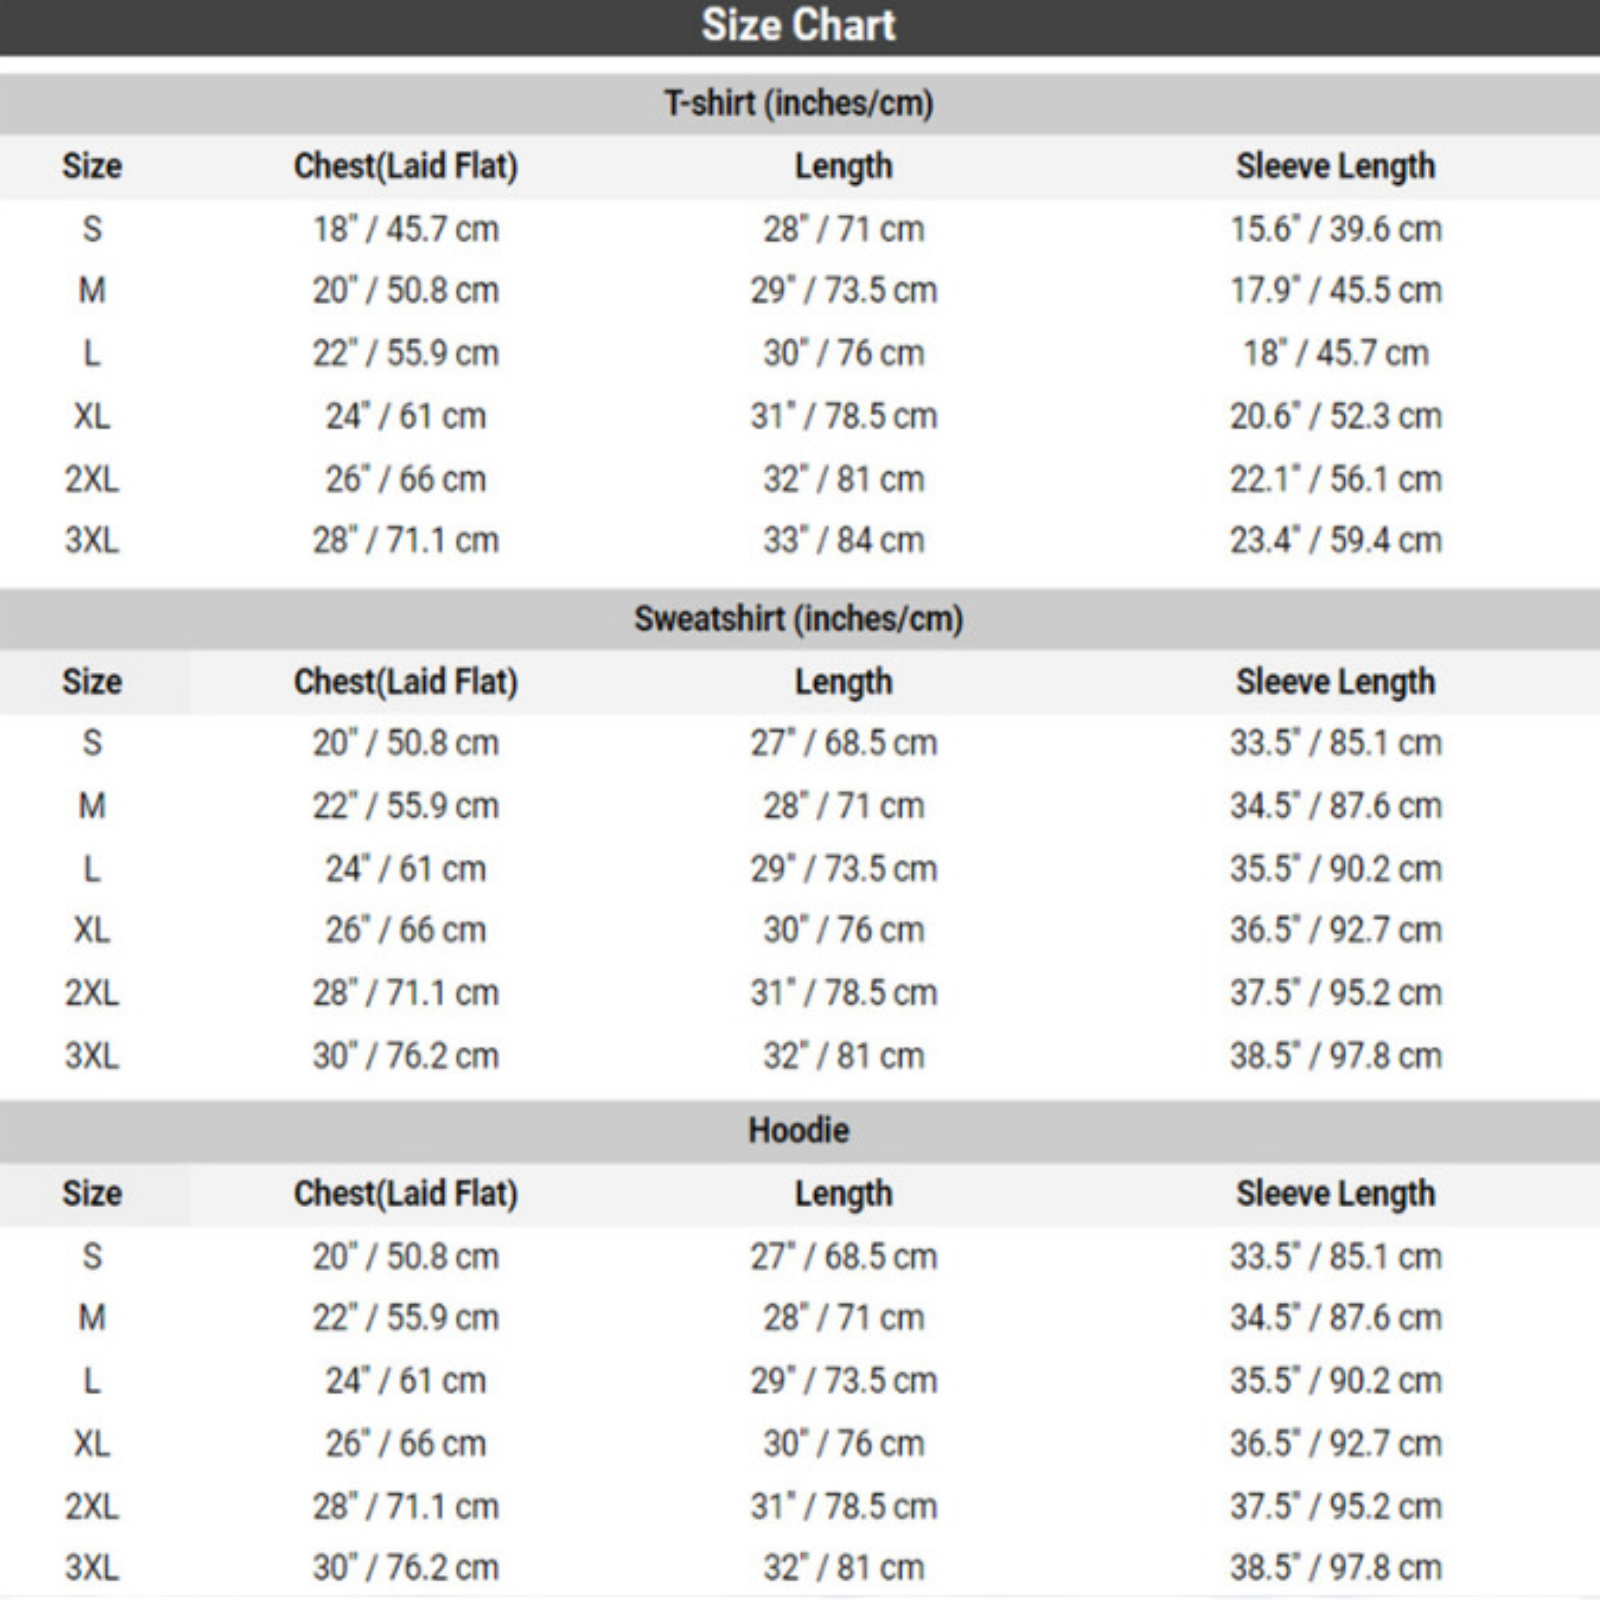 Size Chart
T-shirt (inches/cm)
Size Chest(Laid Flat) Length Sleeve Length
S 18" / 45.7 cm 28" / 71 cm 15.6" / 39.6 cm
M 20" / 50.8 cm 29" / 73.5 cm 17.9" / 45.5 cm
L 22" / 55.9 cm 30" / 76 cm 18" / 45.7 cm
XL 24" / 61 cm 31" / 78.5 cm 20.6" / 52.3 cm
2XL 26" / 66 cm 32" / 81 cm 22.1" / 56.1 cm
3XL 28" / 71.1 cm 33" / 84 cm 23.4" / 59.4 cm
Sweatshirt (inches/cm)
Size Chest(Laid Flat) Length Sleeve Length
S 20" / 50.8 cm 27" / 68.5 cm 33.5" / 85.1 cm
M 22" / 55.9 cm 28" / 71 cm 34.5" / 87.6 cm
L 24" / 61 cm 29" / 73.5 cm 35.5" / 90.2 cm
XL 26" / 66 cm 30" / 76 cm 36.5" / 92.7 cm
2XL 28" / 71.1 cm 31" / 78.5 cm 37.5" / 95.2 cm
3XL 30" / 76.2 cm 32" / 81 cm 38.5" / 97.8 cm
Hoodie
Size Chest(Laid Flat) Length Sleeve Length
S 20" / 50.8 cm 27" / 68.5 cm 33.5" / 85.1 cm
M 22" / 55.9 cm 28" / 71 cm 34.5" / 87.6 cm
L 24" / 61 cm 29" / 73.5 cm 35.5" / 90.2 cm
XL 26" / 66 cm 30" / 76 cm 36.5" / 92.7 cm
2XL 28" / 71.1 cm 31" / 78.5 cm 37.5" / 95.2 cm
3XL 30" / 76.2 cm 32" / 81 cm 38.5" / 97.8 cm